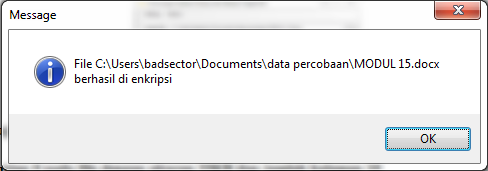 Message
File C:\Users\badsector\Documents\data percobaan\MODUL 15.docx
berhasil di enkripsi
OK